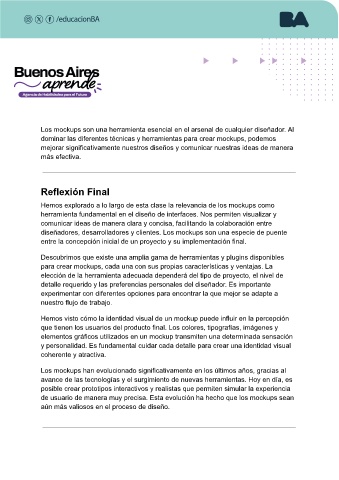 /educacionBA
BA
Buenos Aires
aprende
Agencia de Habilidades para el Futuro
Los mockups son una herramienta esencial en el arsenal de cualquier diseñador. Al
dominar las diferentes técnicas y herramientas para crear mockups, podemos
mejorar significativamente nuestros diseños y comunicar nuestras ideas de manera
más efectiva.
Reflexión Final
Hemos explorado a lo largo de esta clase la relevancia de los mockups como
herramienta fundamental en el diseño de interfaces. Nos permiten visualizar y
comunicar ideas de manera clara y concisa, facilitando la colaboración entre
diseñadores, desarrolladores y clientes. Los mockups son una especie de puente
entre la concepción inicial de un proyecto y su implementación final.
Descubrimos que existe una amplia gama de herramientas y plugins disponibles
para crear mockups, cada una con sus propias características y ventajas. La
elección de la herramienta adecuada dependerá del tipo de proyecto, el nivel de
detalle requerido y las preferencias personales del diseñador. Es importante
experimentar con diferentes opciones para encontrar la que mejor se adapte a
nuestro flujo de trabajo.
Hemos visto cómo la identidad visual de un mockup puede influir en la percepción
que tienen los usuarios del producto final. Los colores, tipografías, imágenes y
elementos gráficos utilizados en un mockup transmiten una determinada sensación
y personalidad. Es fundamental cuidar cada detalle para crear una identidad visual
coherente y atractiva.
Los mockups han evolucionado significativamente en los últimos años, gracias al
avance de las tecnologías y el surgimiento de nuevas herramientas. Hoy en día, es
posible crear prototipos interactivos y realistas que permiten simular la experiencia
de usuario de manera muy precisa. Esta evolución ha hecho que los mockups sean
aún más valiosos en el proceso de diseño.